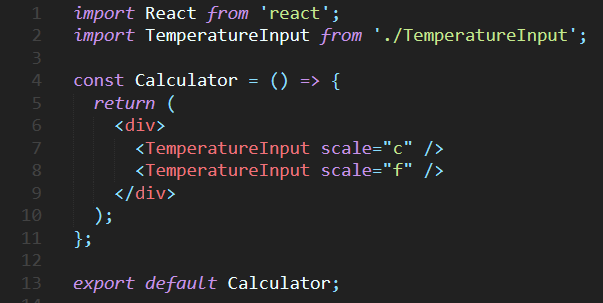 1 import React from 'react';
2 import TemperatureInput from './TemperatureInput';
3
4 const Calculator = () => {
5   return (
6     <div>
7       <TemperatureInput scale="c" />
8       <TemperatureInput scale="f" />
9     </div>
10   );
11 };
12
13 export default Calculator;